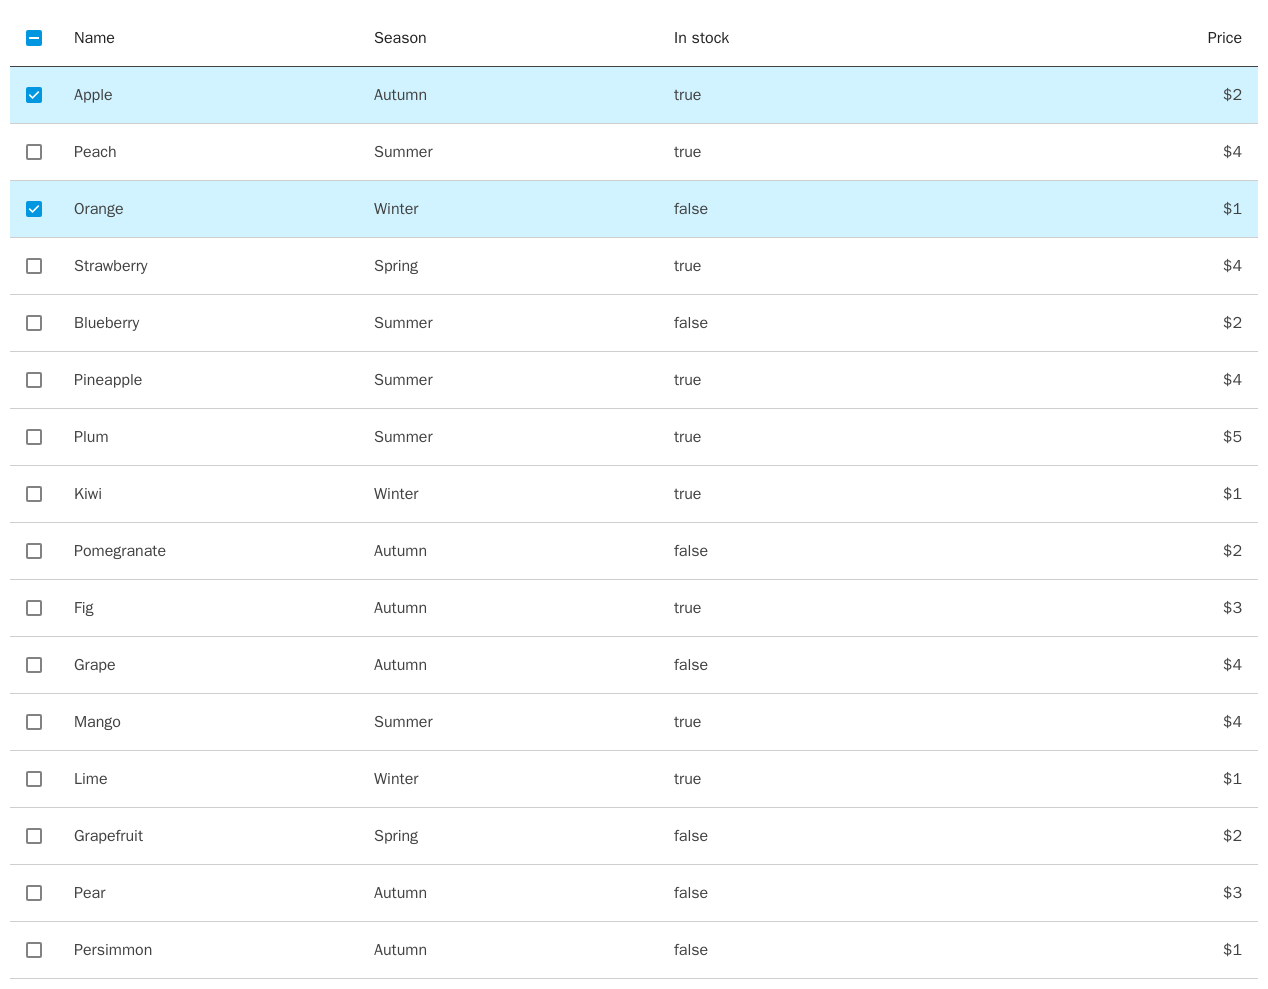 Name Season In stock Price
Apple Autumn true $2
Peach Summer true $4
Orange Winter false $1
Strawberry Spring true $4
Blueberry Summer false $2
Pineapple Summer true $4
Plum Summer true $5
Kiwi Winter true $1
Pomegranate Autumn false $2
Fig Autumn true $3
Grape Autumn false $4
Mango Summer true $4
Lime Winter true $1
Grapefruit Spring false $2
Pear Autumn false $3
Persimmon Autumn false $1